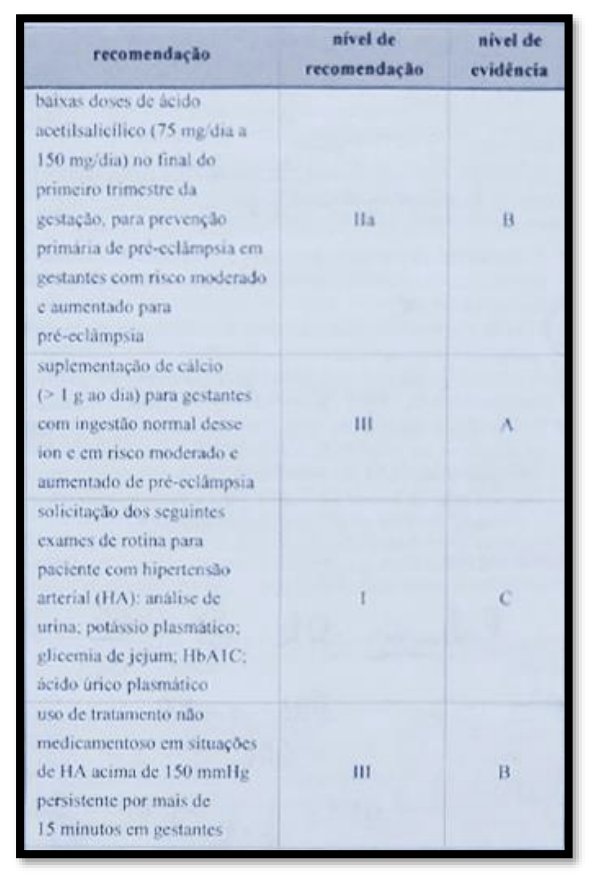 recomendação
nível de
recomendação
nível de
evidência
baixas doses de ácido
acetilsalicílico (75 mg/dia a
150 mg/dia) no final do
primeiro trimestre da
gestação, para prevenção
primária de pré-eclâmpsia em
gestantes com risco moderado
e aumentado para
pré-eclâmpsia
IIa
B
suplementação de cálcio
(> 1 g ao dia) para gestantes
com ingestão normal desse
íon e em risco moderado e
aumentado de pré-eclâmpsia
III
A
solicitação dos seguintes
exames de rotina para
paciente com hipertensão
arterial (HA): análise de
urina; potássio plasmático;
glicemia de jejum; HbA1C;
ácido úrico plasmático
I
C
uso de tratamento não
medicamentoso em situações
de HA acima de 150 mmHg
persistente por mais de
15 minutos em gestantes
III
B